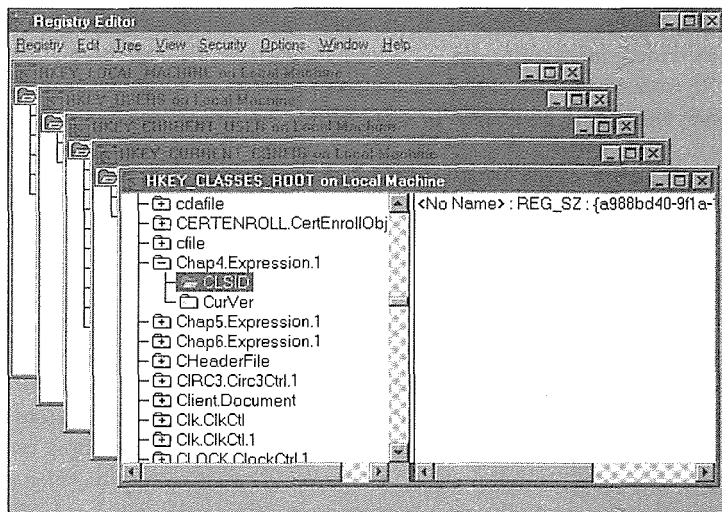 Registry Editor
Registry Edit Tree View Security Options Window Help
HKEY_LOCAL_MACHINE on Local Machine
HKEY_USERS on Local Machine
HKEY_CURRENT_USER on Local Machine
HKEY_CURRENT_CONFIG on Local Machine
HKEY_CLASSES_ROOT on Local Machine
cdafile
CERTENROLL.CertEnrollObj
cfile
Chap4.Expression.1
CLSID
CurVer
Chap5.Expression.1
Chap6.Expression.1
CHeaderFile
CIRC3.Circ3Ctrl.1
Client.Document
Clk.ClkCtl
Clk.ClkCtl.1
CLOCK.ClockCtrl.1
<No Name> : REG_SZ : {a988bd40-9f1a-